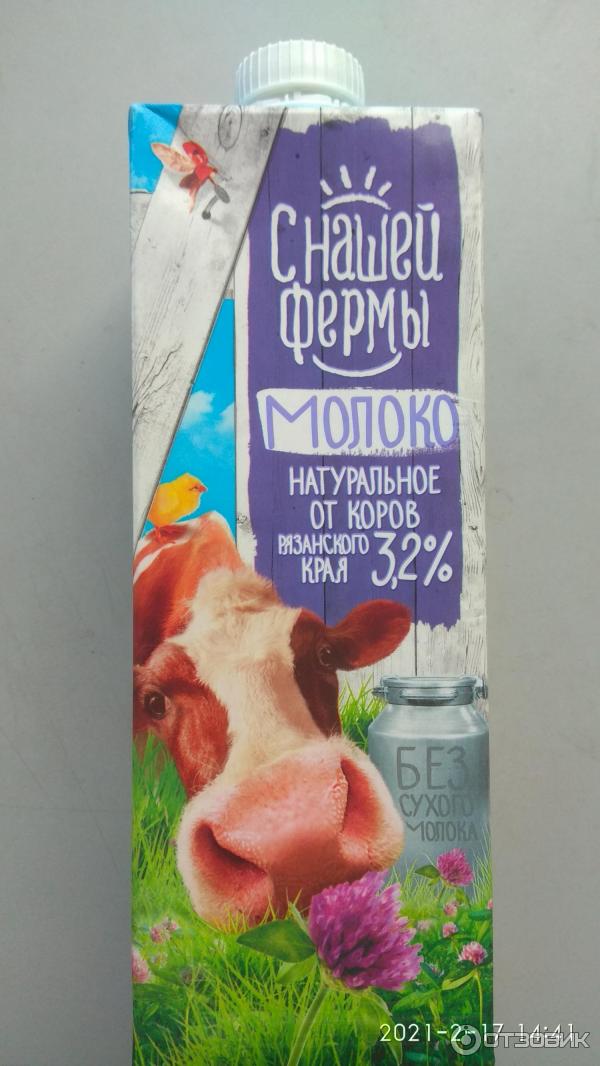 С нашей
фермы
МОЛОКО
НАТУРАЛЬНОЕ
ОТ КОРОВ
РЯЗАНСКОГО
КРАЯ 3,2%
БЕЗ
СУХОГО
МОЛОКА
2021-2-17 14:41
ОТЗОВИК